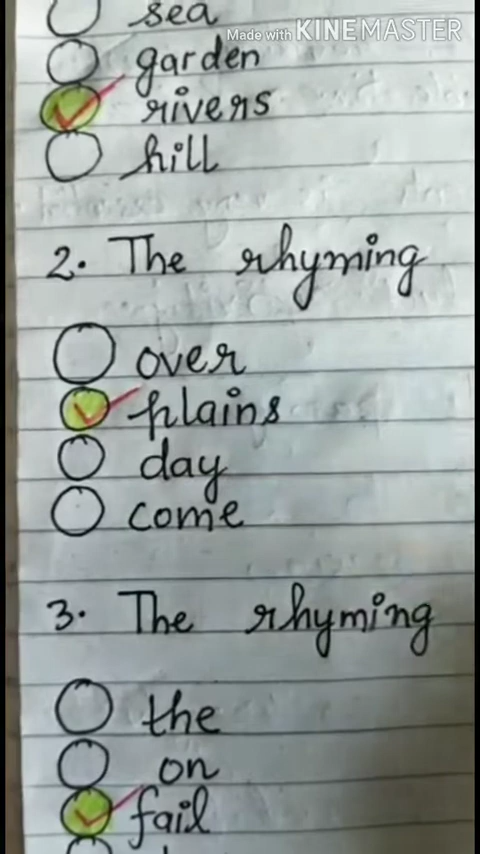 sea
Made with KINEMASTER
garden
rivers
hill
2. The rhyming
over
plains
day
come
3. The rhyming
the
on
fail